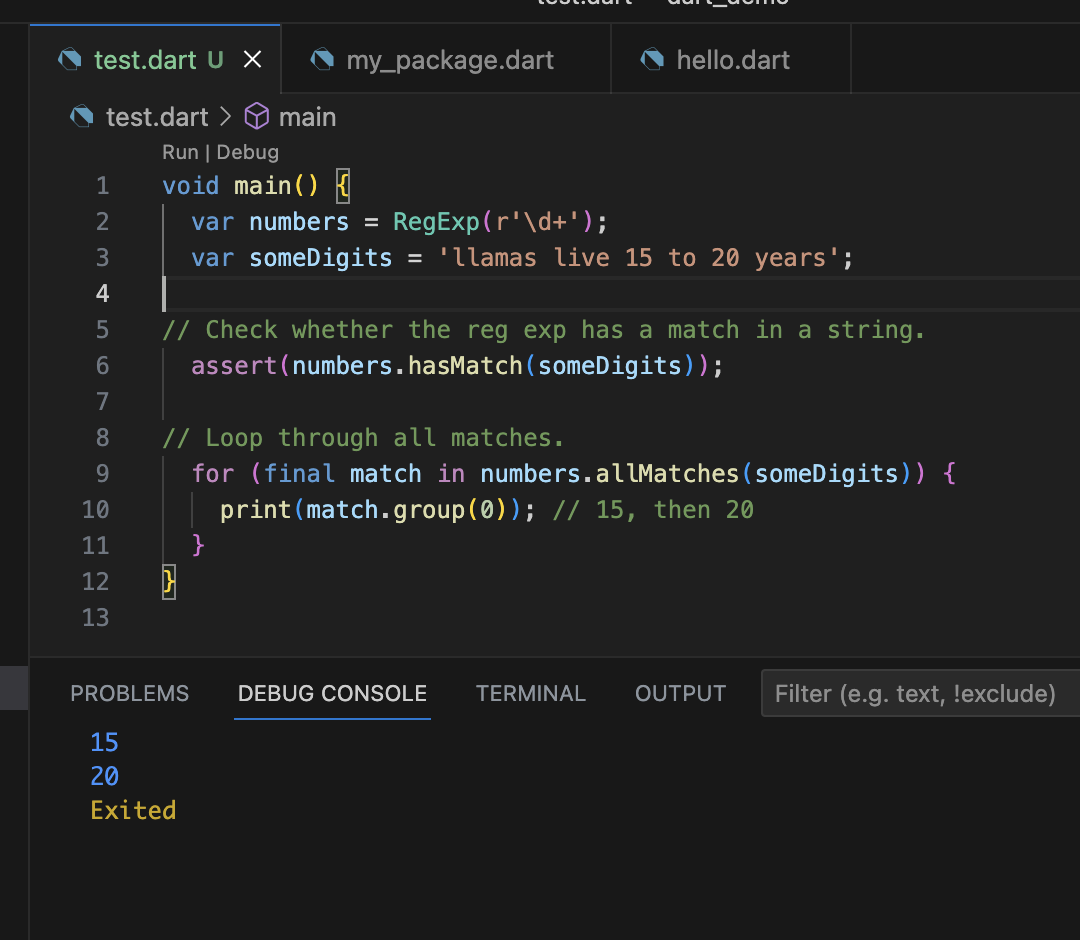 test.dart — dart_demo
test.dart U my_package.dart hello.dart
test.dart > main
Run | Debug
1 void main() {
2   var numbers = RegExp(r'\d+');
3   var someDigits = 'llamas live 15 to 20 years';
4
5 // Check whether the reg exp has a match in a string.
6   assert(numbers.hasMatch(someDigits));
7
8 // Loop through all matches.
9   for (final match in numbers.allMatches(someDigits)) {
10     print(match.group(0)); // 15, then 20
11   }
12 }
13
PROBLEMS DEBUG CONSOLE TERMINAL OUTPUT Filter (e.g. text, !exclude)
15
20
Exited